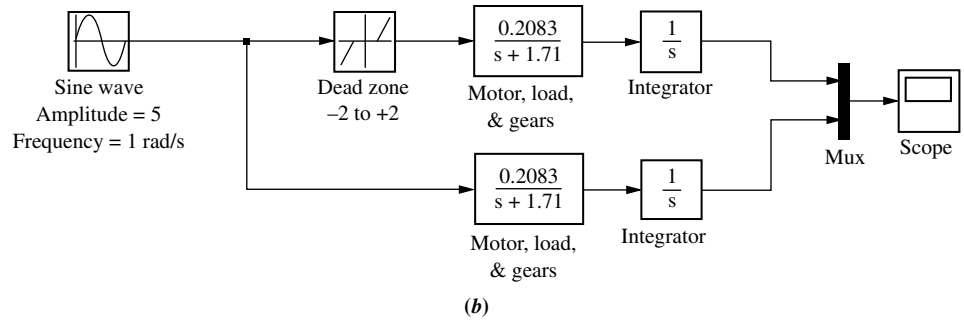 Sine wave
Amplitude = 5
Frequency = 1 rad/s
Dead zone
–2 to +2
0.2083
s + 1.71
Motor, load,
& gears
1
s
Integrator
Mux
Scope
0.2083
s + 1.71
Motor, load,
& gears
1
s
Integrator
(b)